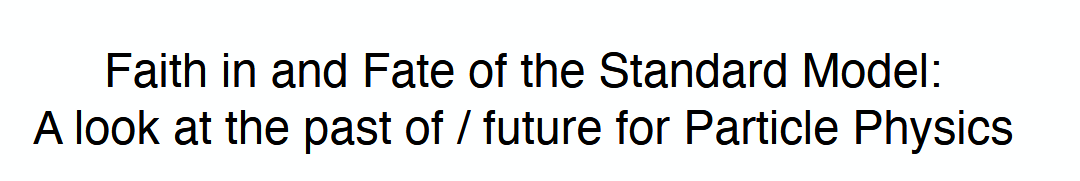 Faith in and Fate of the Standard Model:
A look at the past of / future for Particle Physics